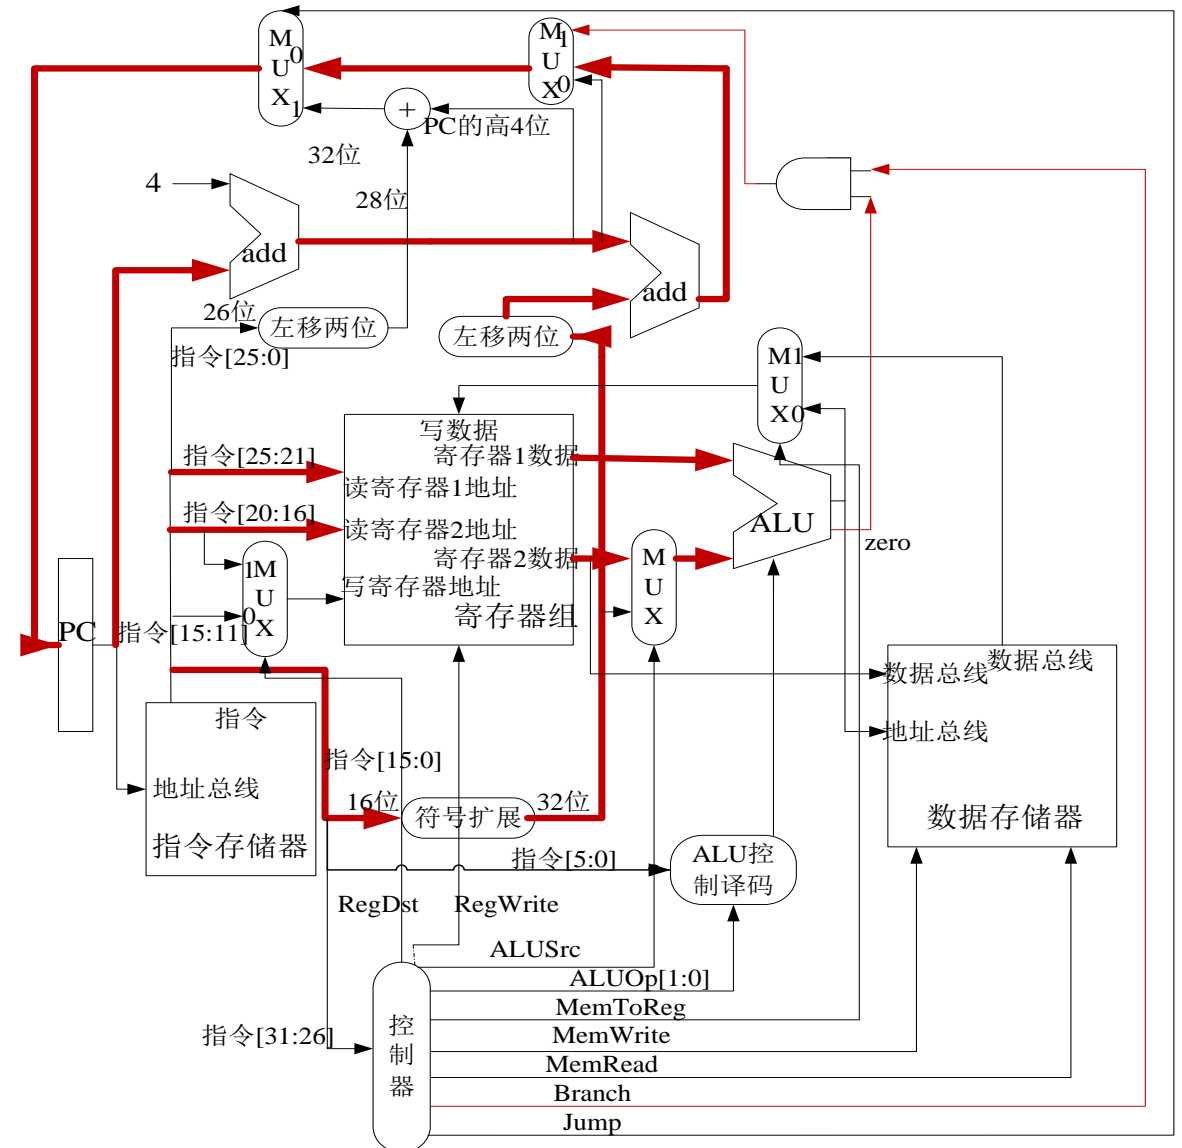 M
U
X
0
1
M
U
X
1
0
+
PC的高4位
32位
28位
4
add
add
26位
左移两位
左移两位
指令[25:0]
M
U
X
1
0
写数据
寄存器1数据
指令[25:21]
读寄存器1地址
指令[20:16]
读寄存器2地址
ALU
zero
寄存器2数据
M
U
X
1
0
M
U
X
写寄存器地址
寄存器组
PC
指令[15:11]
数据总线
数据总线
指令
地址总线
指令[15:0]
地址总线
16位
符号扩展
32位
数据存储器
指令存储器
指令[5:0]
ALU控
制译码
RegDst
RegWrite
ALUSrc
ALUOp[1:0]
MemToReg
指令[31:26]
控
制
器
MemWrite
MemRead
Branch
Jump